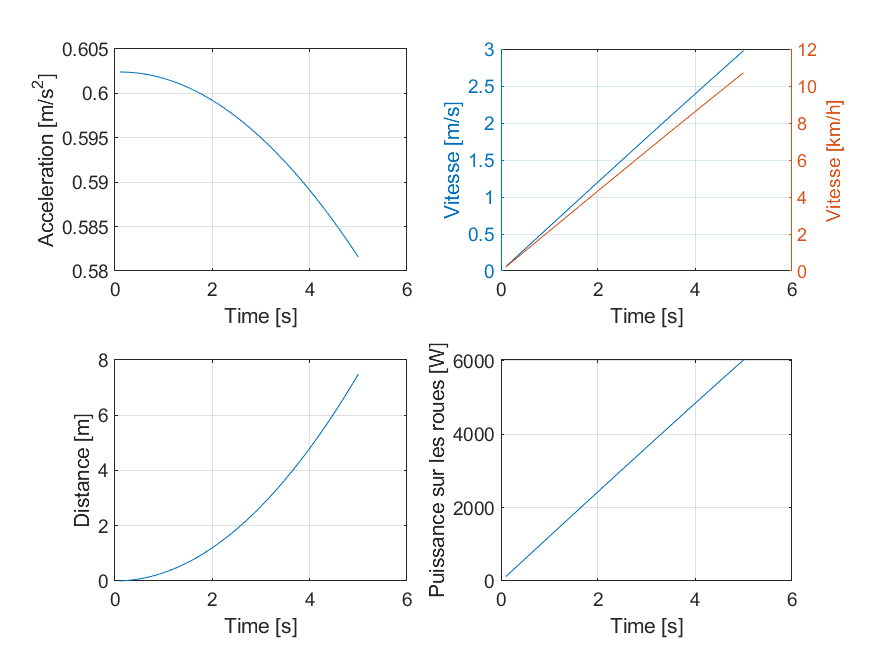 Acceleration [m/s²]
0.605
0.6
0.595
0.59
0.585
0.58
0 2 4 6
Time [s]
Vitesse [m/s]
3
2.5
2
1.5
1
0.5
0
0 2 4 6
Time [s]
12
10
8
6
4
2
0
Vitesse [km/h]
Distance [m]
8
6
4
2
0
0 2 4 6
Time [s]
Puissance sur les roues [W]
6000
4000
2000
0
0 2 4 6
Time [s]